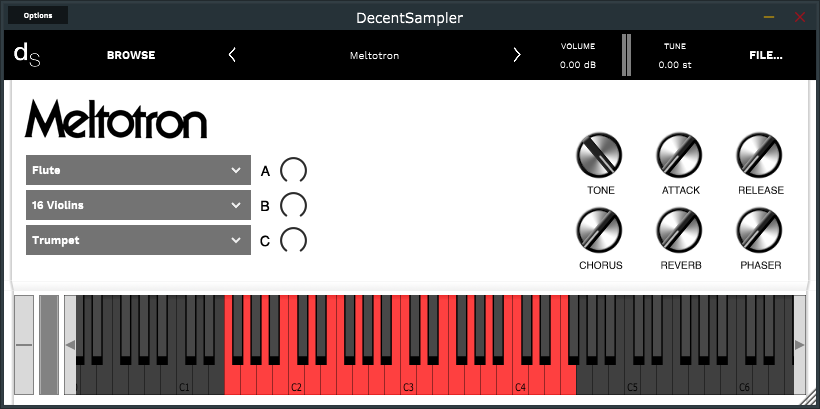 Options
DecentSampler
dS
BROWSE
Meltotron
VOLUME
0.00 dB
TUNE
0.00 st
FILE...
Meltotron
Flute
A
16 Violins
B
Trumpet
C
TONE
ATTACK
RELEASE
CHORUS
REVERB
PHASER
C1
C2
C3
C4
C5
C6